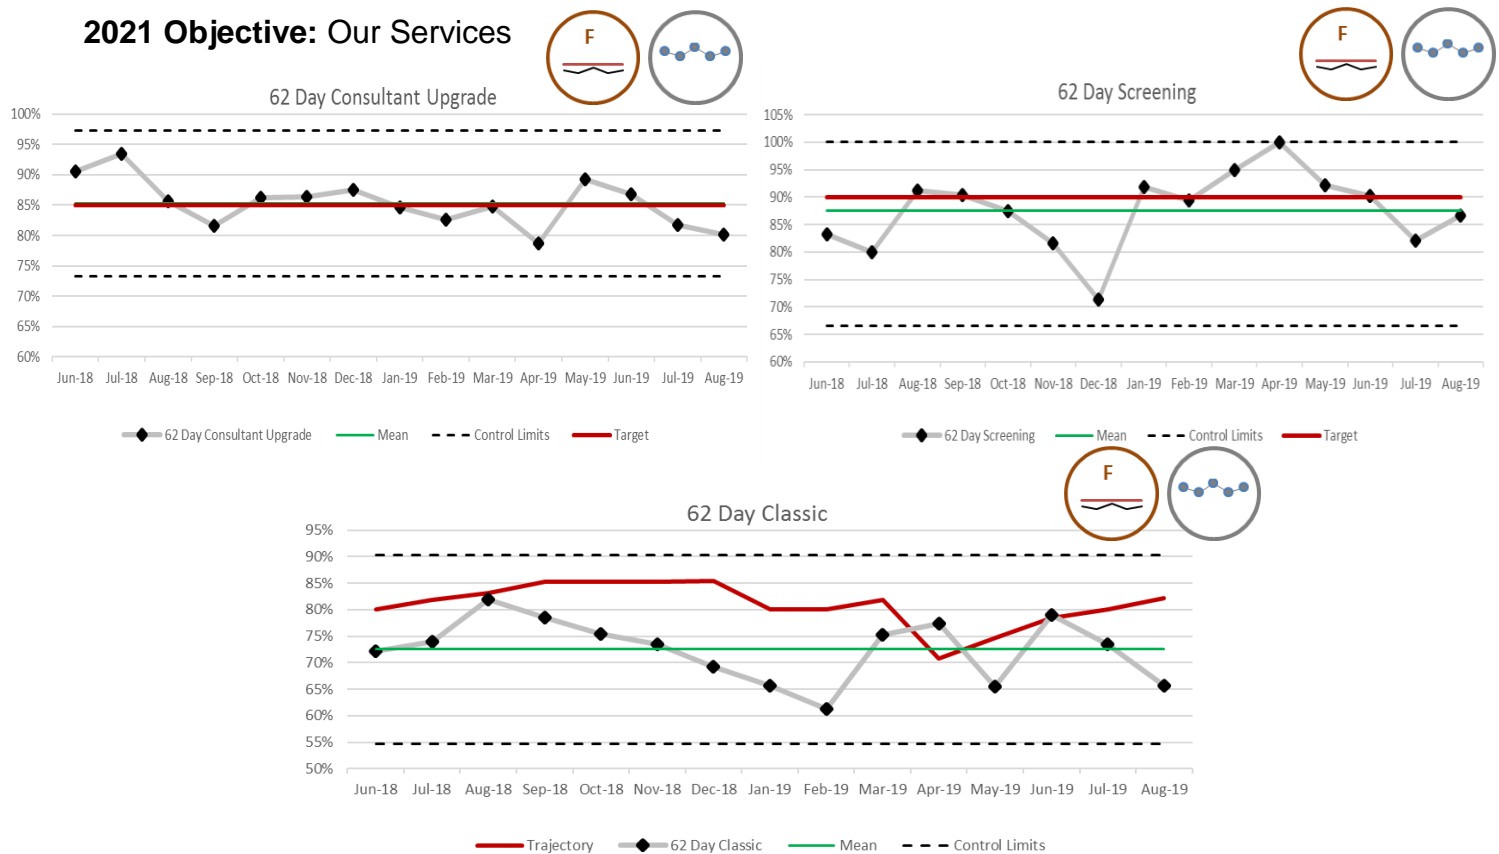 2021 Objective: Our Services
F
62 Day Consultant Upgrade
100%
95%
90%
85%
80%
75%
70%
65%
60%
Jun-18 Jul-18 Aug-18 Sep-18 Oct-18 Nov-18 Dec-18 Jan-19 Feb-19 Mar-19 Apr-19 May-19 Jun-19 Jul-19 Aug-19
62 Day Consultant Upgrade Mean Control Limits Target
F
62 Day Screening
105%
100%
95%
90%
85%
80%
75%
70%
65%
60%
Jun-18 Jul-18 Aug-18 Sep-18 Oct-18 Nov-18 Dec-18 Jan-19 Feb-19 Mar-19 Apr-19 May-19 Jun-19 Jul-19 Aug-19
62 Day Screening Mean Control Limits Target
F
62 Day Classic
95%
90%
85%
80%
75%
70%
65%
60%
55%
50%
Jun-18 Jul-18 Aug-18 Sep-18 Oct-18 Nov-18 Dec-18 Jan-19 Feb-19 Mar-19 Apr-19 May-19 Jun-19 Jul-19 Aug-19
Trajectory 62 Day Classic Mean Control Limits